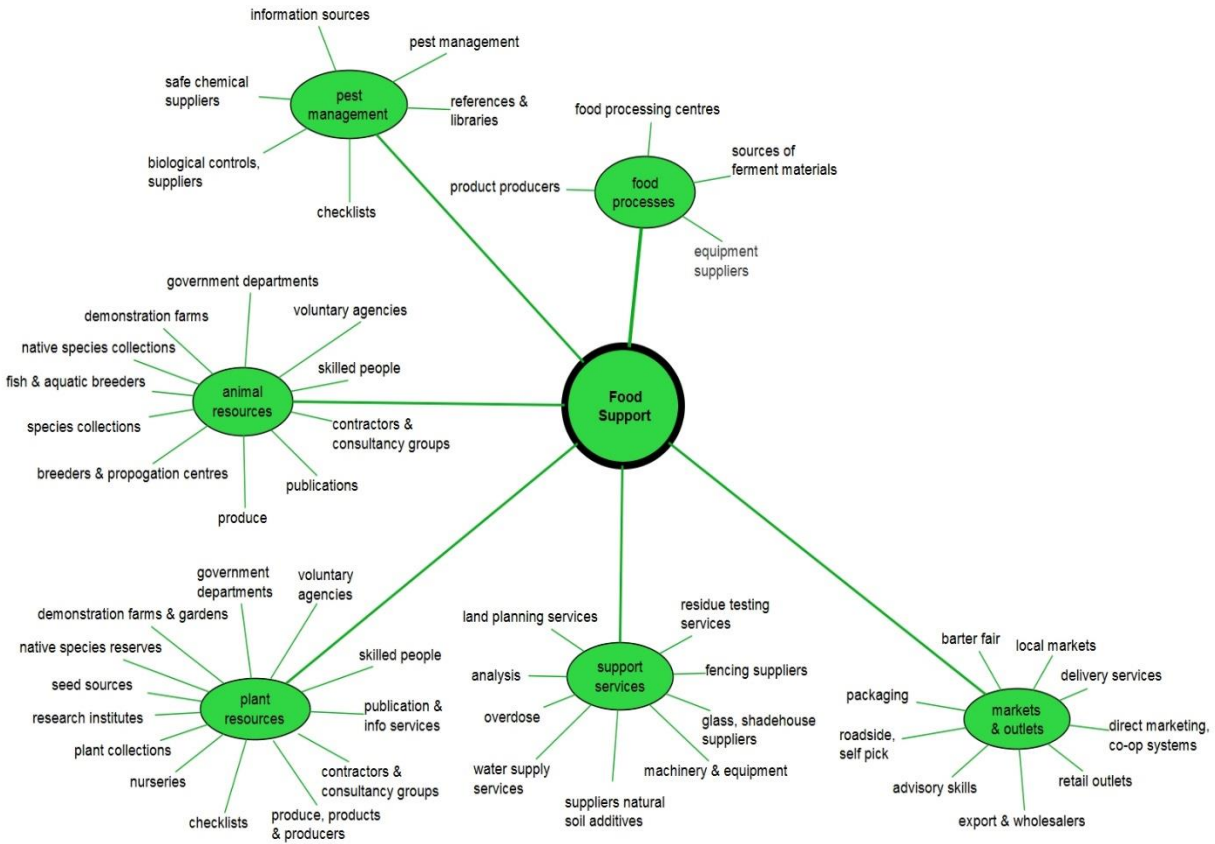 information sources
pest management
safe chemical
suppliers
pest
management
references &
libraries
biological controls,
suppliers
checklists
food processing centres
sources of
ferment materials
product producers
food
processes
equipment
suppliers
government departments
demonstration farms
voluntary agencies
native species collections
skilled people
fish & aquatic breeders
animal
resources
species collections
contractors &
consultancy groups
breeders & propogation centres
publications
produce
Food
Support
government
departments
voluntary
agencies
demonstration farms & gardens
native species reserves
skilled people
seed sources
plant
resources
publication &
info services
research institutes
plant collections
nurseries
contractors &
consultancy groups
checklists
produce, products
& producers
land planning services
residue testing
services
analysis
support
services
fencing suppliers
overdose
glass, shadehouse
suppliers
water supply
services
machinery & equipment
suppliers natural
soil additives
barter fair
local markets
delivery services
packaging
markets
& outlets
roadside,
self pick
direct marketing,
co-op systems
advisory skills
retail outlets
export & wholesalers